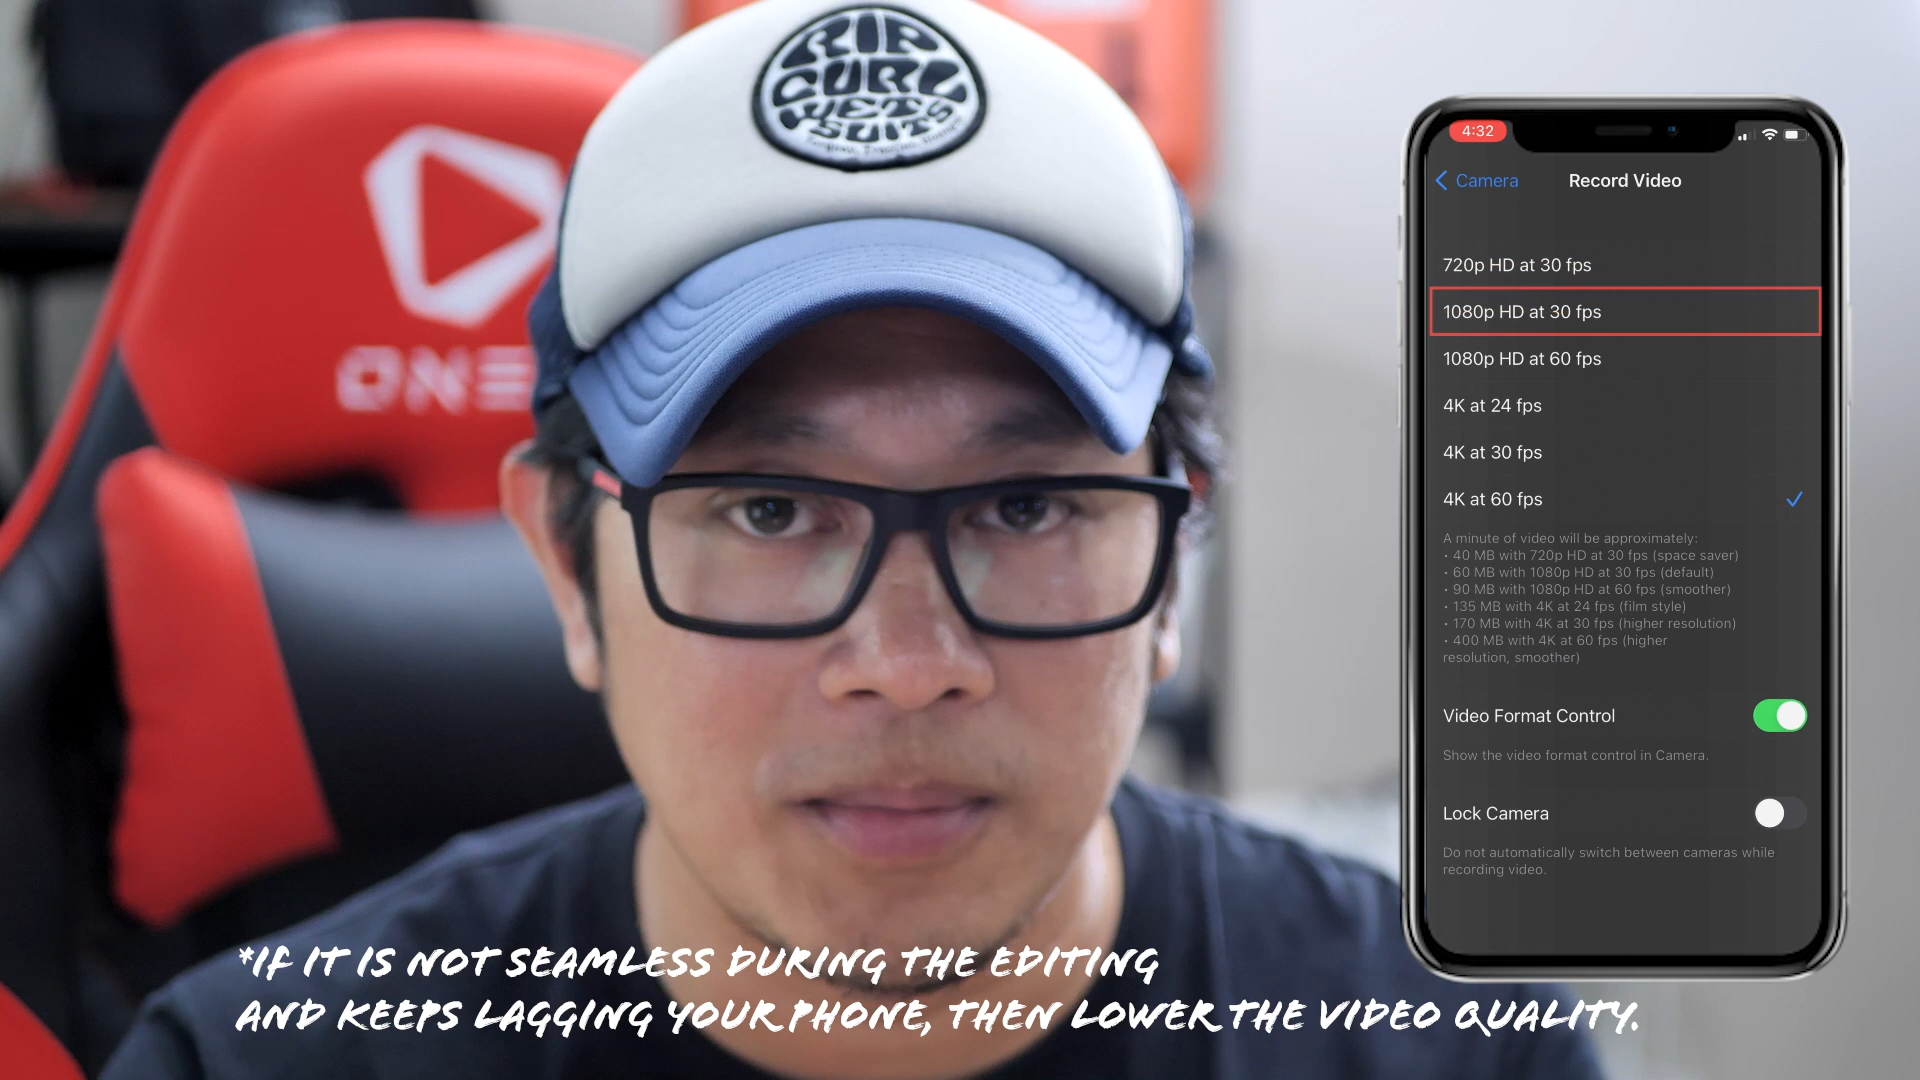 RIP
CURL
WETS
SUITS
ONE
4:32
Camera
Record Video
720p HD at 30 fps
1080p HD at 30 fps
1080p HD at 60 fps
4K at 24 fps
4K at 30 fps
4K at 60 fps
A minute of video will be approximately:
• 40 MB with 720p HD at 30 fps (space saver)
• 60 MB with 1080p HD at 30 fps (default)
• 90 MB with 1080p HD at 60 fps (smoother)
• 135 MB with 4K at 24 fps (film style)
• 170 MB with 4K at 30 fps (higher resolution)
• 400 MB with 4K at 60 fps (higher
resolution, smoother)
Video Format Control
Show the video format control in Camera.
Lock Camera
Do not automatically switch between cameras while
recording video.
*IF IT IS NOT SEAMLESS DURING THE EDITING
AND KEEPS LAGGING YOUR PHONE, THEN LOWER THE VIDEO QUALITY.